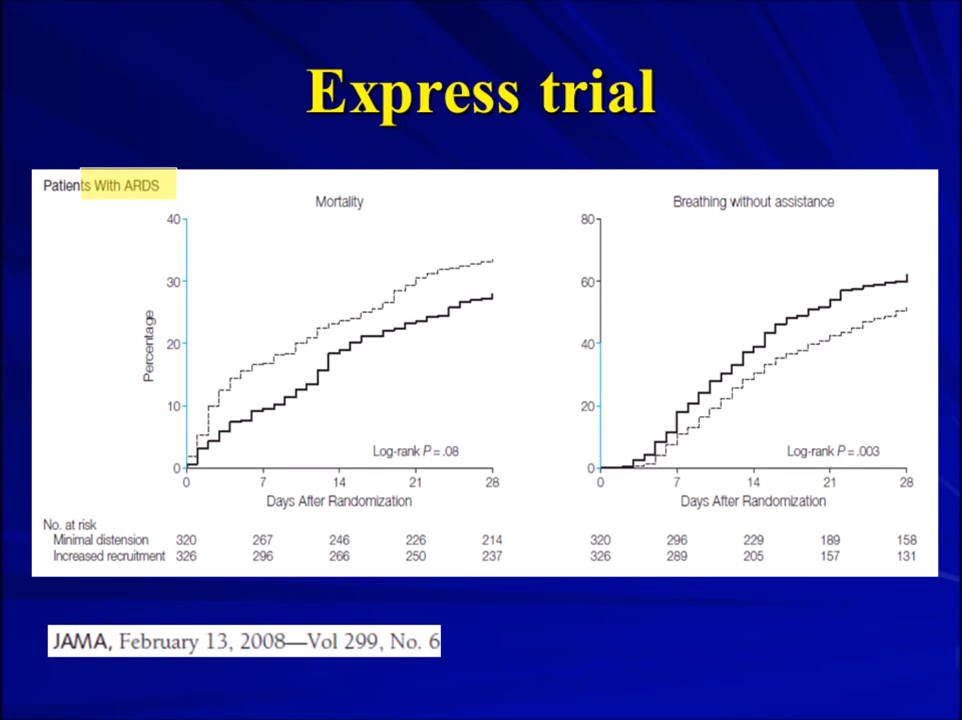 Express trial
Patients With ARDS
Mortality
Breathing without assistance
40
30
20
10
0
Percentage
Log-rank P = .08
0 7 14 21 28
Days After Randomization
80
60
40
20
0
Log-rank P = .003
0 7 14 21 28
Days After Randomization
No. at risk
Minimal distension 320 267 246 226 214 320 296 229 189 158
Increased recruitment 326 296 266 250 237 326 289 205 157 131
JAMA, February 13, 2008—Vol 299, No. 6